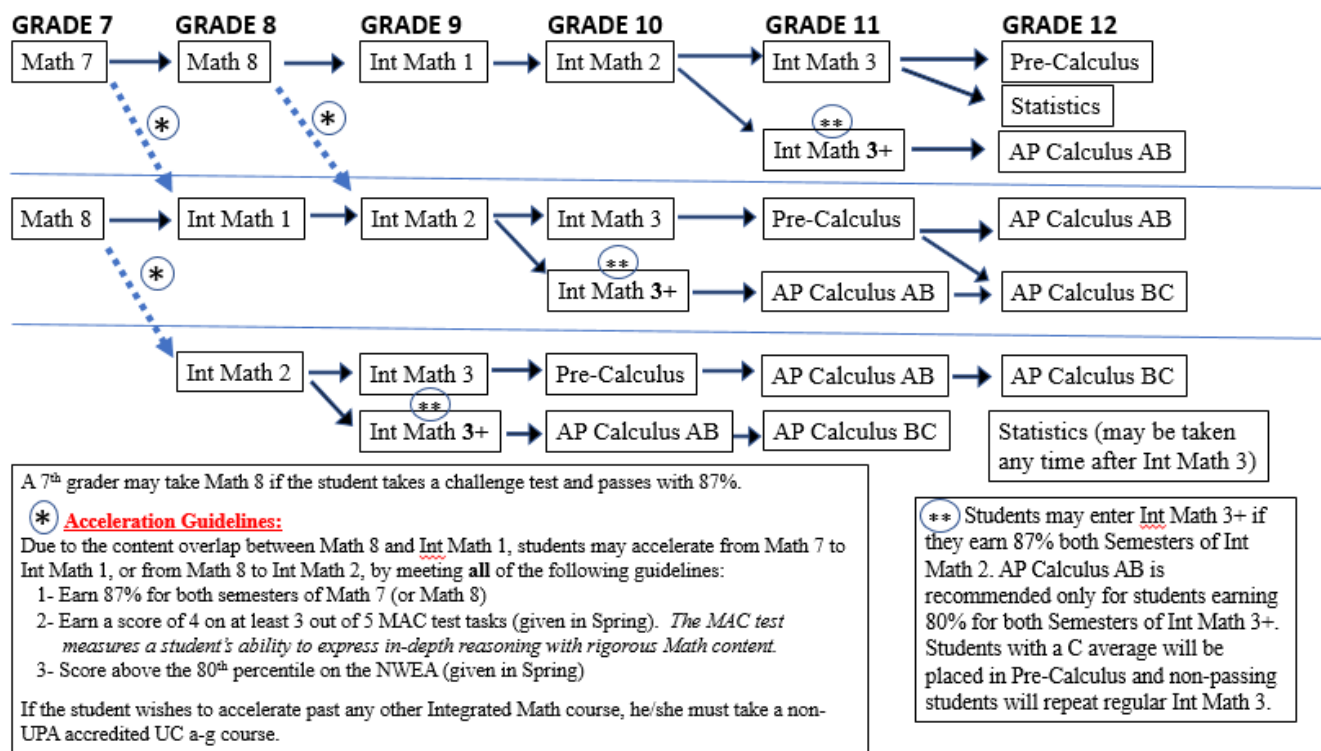 GRADE 7 GRADE 8 GRADE 9 GRADE 10 GRADE 11 GRADE 12
Math 7 Math 8 Int Math 1 Int Math 2 Int Math 3 Pre-Calculus
Statistics
* *
**
Int Math 3+ AP Calculus AB
Math 8 Int Math 1 Int Math 2 Int Math 3 Pre-Calculus AP Calculus AB
* **
Int Math 3+ AP Calculus AB AP Calculus BC
Int Math 2 Int Math 3 Pre-Calculus AP Calculus AB AP Calculus BC
**
Int Math 3+ AP Calculus AB AP Calculus BC
Statistics (may be taken
any time after Int Math 3)
A 7th grader may take Math 8 if the student takes a challenge test and passes with 87%.
* Acceleration Guidelines:
Due to the content overlap between Math 8 and Int Math 1, students may accelerate from Math 7 to
Int Math 1, or from Math 8 to Int Math 2, by meeting all of the following guidelines:
1- Earn 87% for both semesters of Math 7 (or Math 8)
2- Earn a score of 4 on at least 3 out of 5 MAC test tasks (given in Spring). The MAC test
measures a student's ability to express in-depth reasoning with rigorous Math content.
3- Score above the 80th percentile on the NWEA (given in Spring)
If the student wishes to accelerate past any other Integrated Math course, he/she must take a non-
UPA accredited UC a-g course.
** Students may enter Int Math 3+ if
they earn 87% both Semesters of Int
Math 2. AP Calculus AB is
recommended only for students earning
80% for both Semesters of Int Math 3+.
Students with a C average will be
placed in Pre-Calculus and non-passing
students will repeat regular Int Math 3.